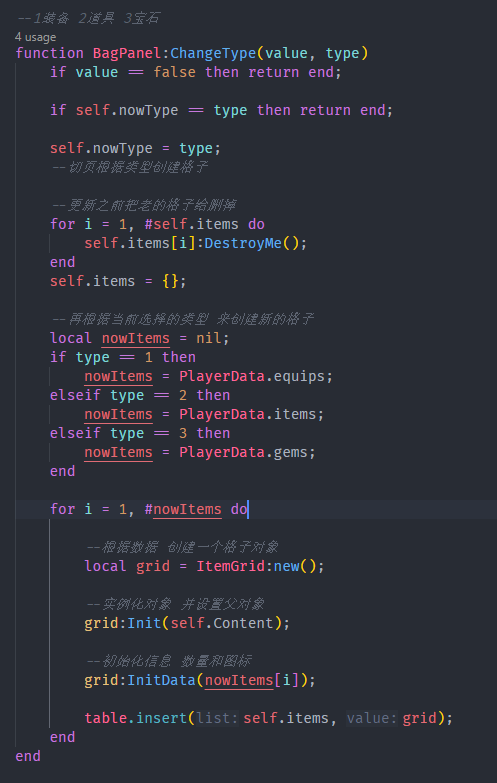 --1装备 2道具 3宝石
4 usage
function BagPanel:ChangeType(value, type)
if value == false then return end;
if self.nowType == type then return end;
self.nowType = type;
--切页根据类型创建格子
--更新之前把老的格子给删掉
for i = 1, #self.items do
self.items[i]:DestroyMe();
end
self.items = {};
--再根据当前选择的类型 来创建新的格子
local nowItems = nil;
if type == 1 then
nowItems = PlayerData.equips;
elseif type == 2 then
nowItems = PlayerData.items;
elseif type == 3 then
nowItems = PlayerData.gems;
end
for i = 1, #nowItems do
--根据数据 创建一个格子对象
local grid = ItemGrid:new();
--实例化对象 并设置父对象
grid:Init(self.Content);
--初始化信息 数量和图标
grid:InitData(nowItems[i]);
table.insert(list: self.items, value: grid);
end
end